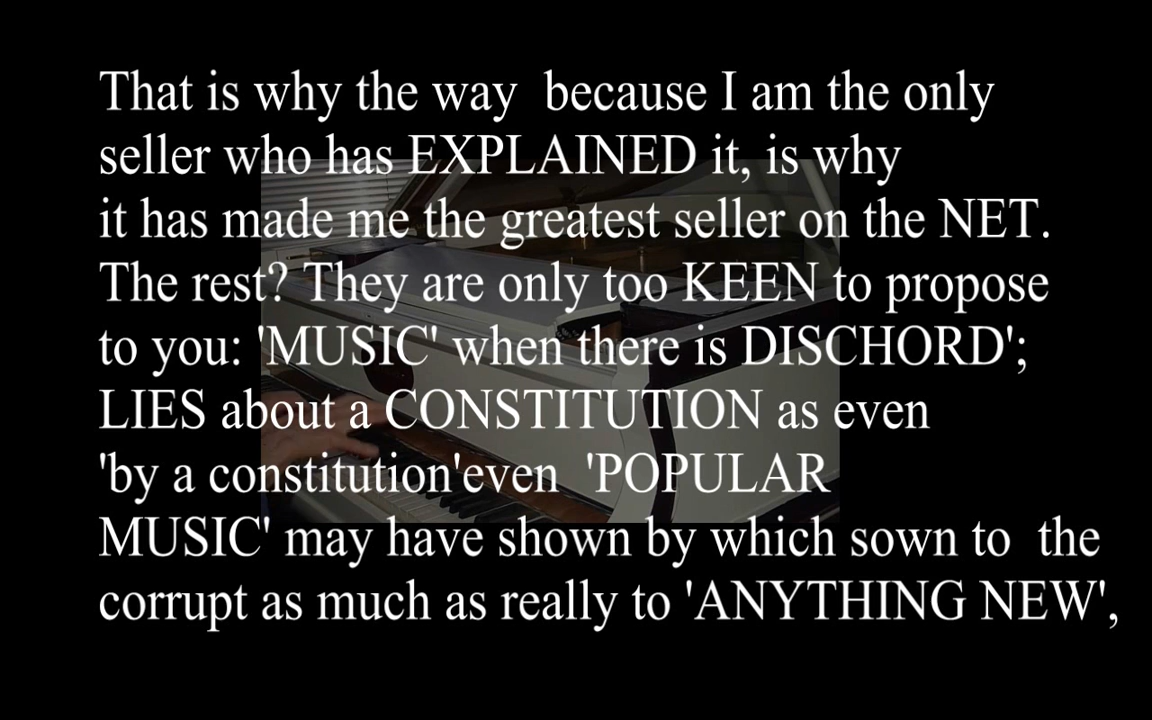 That is why the way  because I am the only
seller who has EXPLAINED it, is why
it has made me the greatest seller on the NET.
The rest? They are only too KEEN to propose
to you: 'MUSIC' when there is DISCHORD';
LIES about a CONSTITUTION as even
'by a constitution'even  'POPULAR
MUSIC' may have shown by which sown to  the
corrupt as much as really to 'ANYTHING NEW',